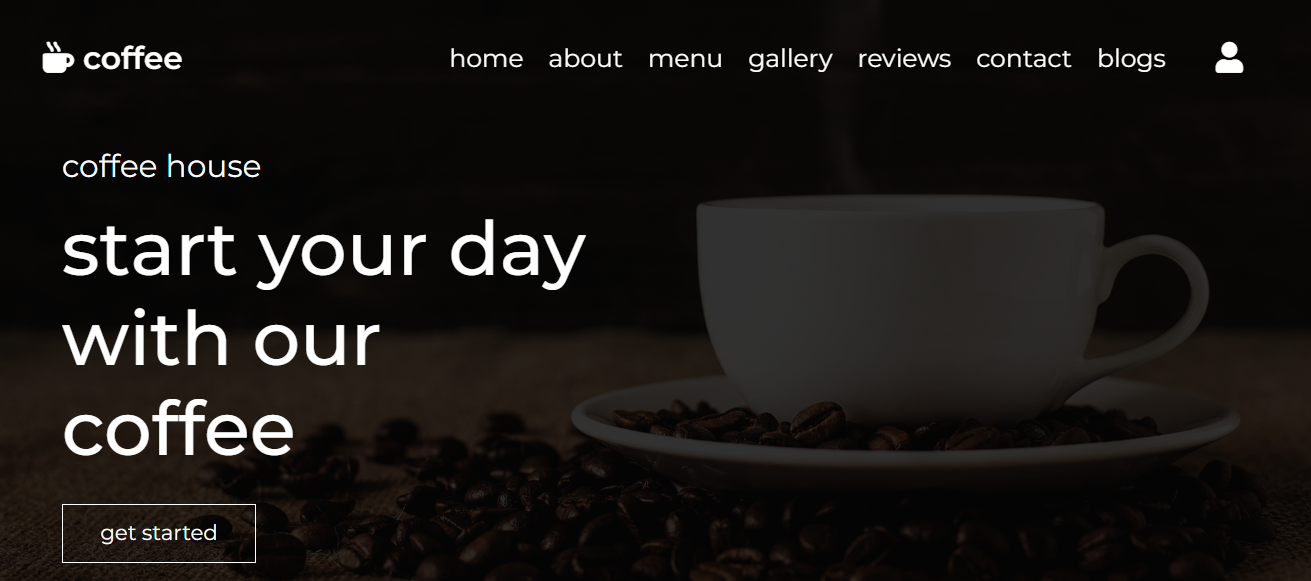 coffee
home about menu gallery reviews contact blogs
coffee house
start your day
with our
coffee
get started